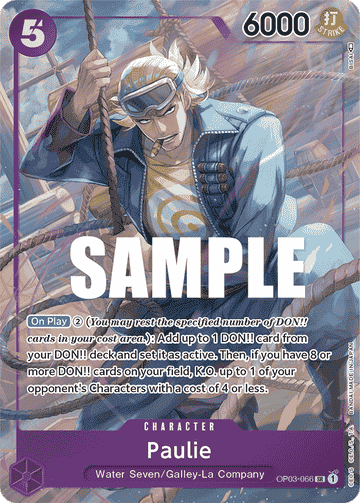 5
6000
打
STRIKE
SAMPLE
On Play ② (You may rest the specified number of DON!!
cards in your cost area.): Add up to 1 DON!! card from
your DON!! deck and set it as active. Then, if you have 8 or
more DON!! cards on your field, K.O. up to 1 of your
opponent's Characters with a cost of 4 or less.
CHARACTER
Paulie
Water Seven/Galley-La Company
OP03-066 SR 1